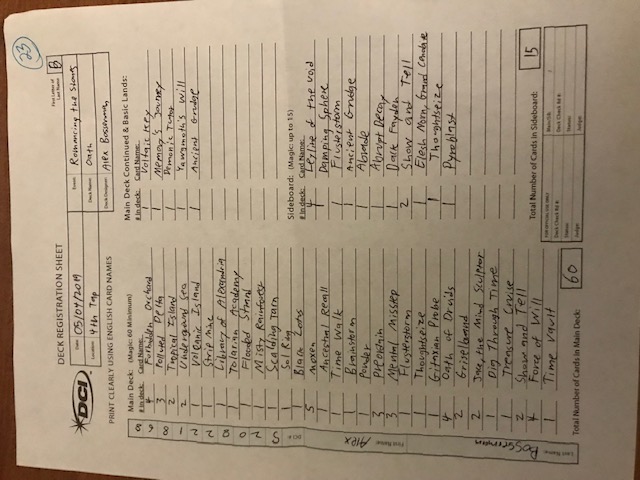 23
DECK REGISTRATION SHEET
First Letter of Last Name: B
DCI
Date: 05/04/2019
Event: Romancing the Stones
Location: 4th Tap
Deck Name: Oath
Deck Designer: Alex Bosserman
PRINT CLEARLY USING ENGLISH CARD NAMES
Main Deck: (Magic: 60 Minimum)
# in deck: Card Name:
4 Forbidden Orchard
3 Polluted Delta
2 Tropical Island
2 Underground Sea
1 Volcanic Island
1 Strip Mine
1 Library of Alexandria
1 Tolarian Academy
1 Flooded Strand
1 Misty Rainforest
1 Scalding Tarn
1 Sol Ring
1 Black Lotus
5 Moxen
1 Ancestral Recall
1 Time Walk
1 Brainstorm
1 Ponder
3 Preordain
3 Mental Misstep
1 Flusterstorm
1 Thoughtseize
1 Gitaxian Probe
4 Oath of Druids
2 Griselbrand
2 Jace, the Mind Sculptor
1 Dig Through Time
1 Treasure Cruise
2 Show and Tell
4 Force of Will
1 Time Vault
Total Number of Cards in Main Deck: 60
Main Deck Continued & Basic Lands:
# in deck: Card Name:
1 Voltaic Key
1 Memory's Journey
1 Demonic Tutor
1 Yawgmoth's Will
1 Ancient Grudge
Sideboard: (Magic: up to 15)
# in deck: Card Name:
4 Leyline of the Void
1 Damping Sphere
1 Flusterstorm
1 Ancient Grudge
1 Abrade
1 Abrupt Decay
1 Dark Fayden
2 Show and Tell
1 Elesh Norn, Grand Cenobite
1 Thoughtseize
1 Pyroblast
Total Number of Cards in Sideboard: 15
FOR OFFICIAL USE ONLY
Main/SB:
Deck Check Rd #:
Deck Check Rd #:
Status:
Status:
Judge:
Judge:
Last Name: Bosserman
First Name: Alex
DCI #: 5208221868